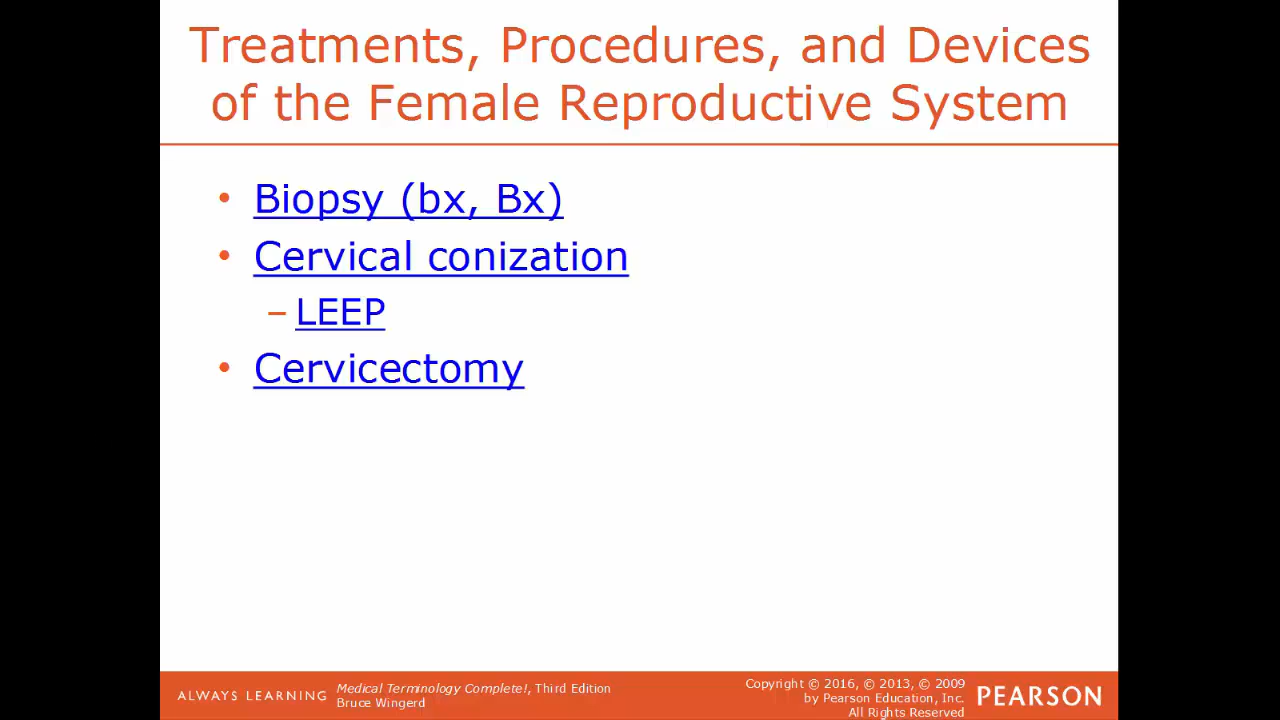 Treatments, Procedures, and Devices
of the Female Reproductive System
• Biopsy (bx, Bx)
• Cervical conization
– LEEP
• Cervicectomy
ALWAYS LEARNING
Medical Terminology Complete!, Third Edition
Bruce Wingerd
Copyright © 2016, © 2013, © 2009
by Pearson Education, Inc.
All Rights Reserved
PEARSON